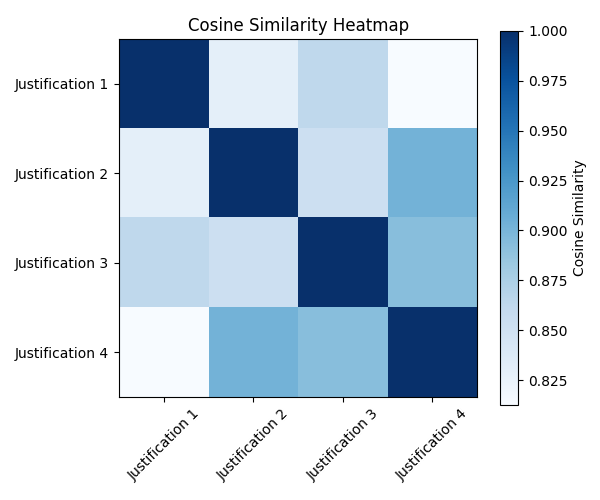 Cosine Similarity Heatmap
Justification 1
Justification 2
Justification 3
Justification 4
Justification 1
Justification 2
Justification 3
Justification 4
1.000
0.975
0.950
0.925
0.900
0.875
0.850
0.825
Cosine Similarity